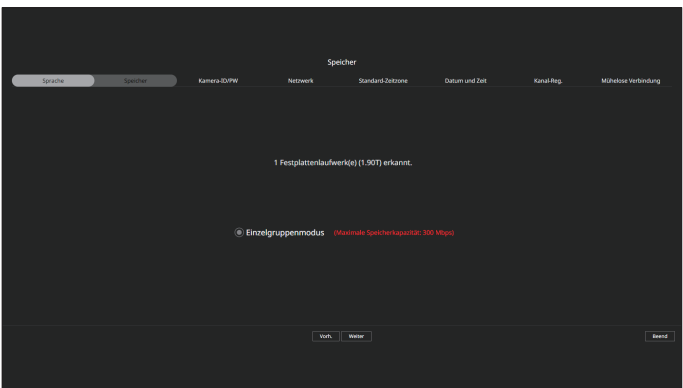 Speicher
Sprache Speicher Kamera-ID/PW Netzwerk Standard-Zeitzone Datum und Zeit Kanal-Reg. Mühelose Verbindung
1 Festplattenlaufwerk(e) (1.90T) erkannt.
Einzelgruppenmodus (Maximale Speicherkapazität: 300 Mbps)
Vorh. Weiter Beend